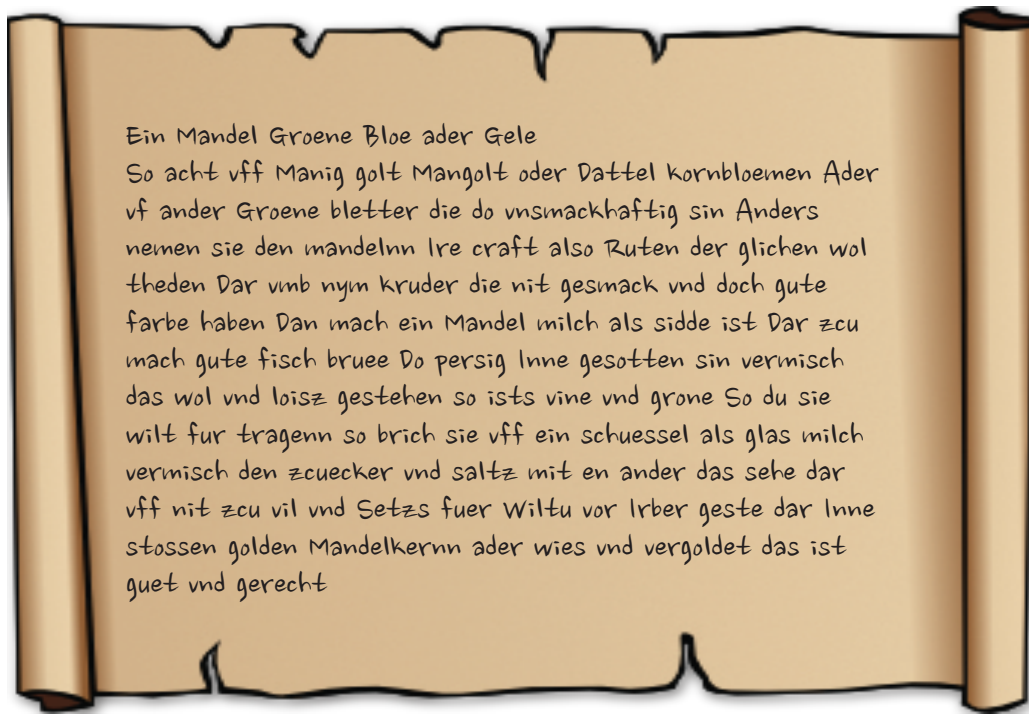 Ein Mandel Groene Bloe ader Gele
So acht vff Manig golt Mangolt oder Dattel kornbloemen Ader
vf ander Groene bletter die do vnsmackhaftig sin Anders
nemen sie den mandelnn Ire craft also Ruten der glichen wol
theden Dar vmb nym kruder die nit gesmack vnd doch gute
farbe haben Dan mach ein Mandel milch als sidde ist Dar zcu
mach gute fisch bruee Do persig Inne gesotten sin vermisch
das wol vnd loisz gestehen so ists vine vnd grone So du sie
wilt fur tragenn so brich sie vff ein schuessel als glas milch
vermisch den zcuecker vnd saltz mit en ander das sehe dar
vff nit zcu vil vnd Setzs fuer Wiltu vor Irber geste dar Inne
stossen golden Mandelkernn ader wies vnd vergoldet das ist
guet vnd gerecht